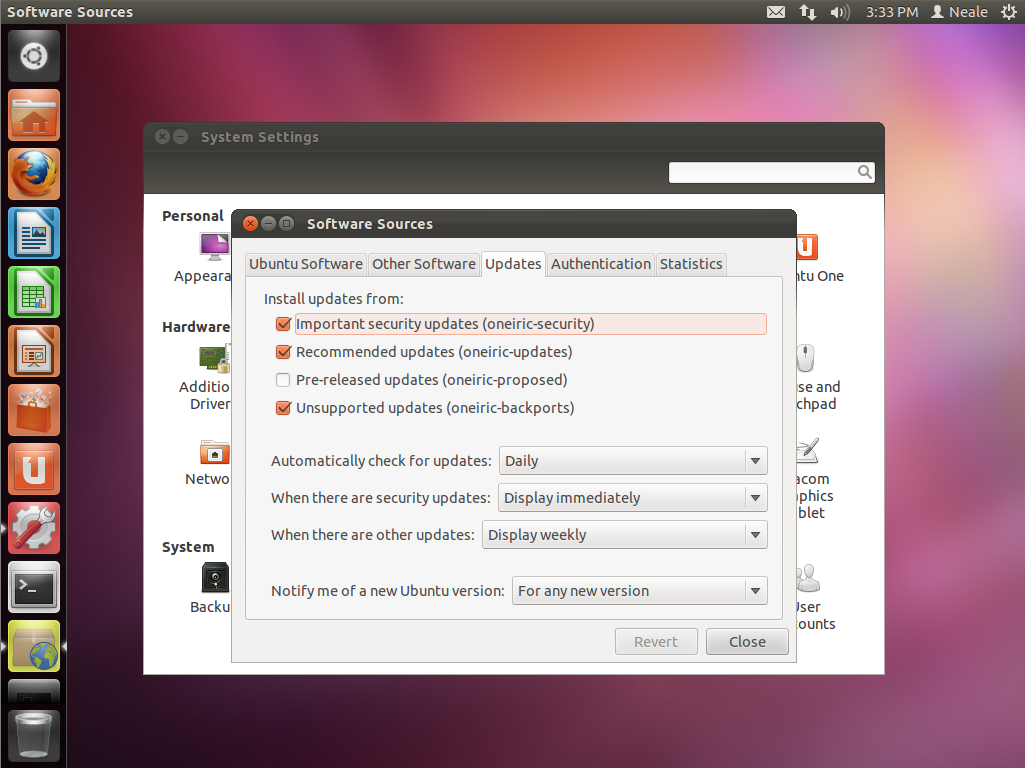 Software Sources
3:33 PM Neale
System Settings
Personal
Software Sources
Ubuntu Software Other Software Updates Authentication Statistics
Appeara
ntu One
Install updates from:
Important security updates (oneiric-security)
Hardware
Recommended updates (oneiric-updates)
Pre-released updates (oneiric-proposed)
Additio
Driver
use and
chpad
Unsupported updates (oneiric-backports)
Automatically check for updates: Daily
Netwo
acom
phics
blet
When there are security updates: Display immediately
When there are other updates: Display weekly
System
Notify me of a new Ubuntu version: For any new version
Backu
User
counts
Revert Close